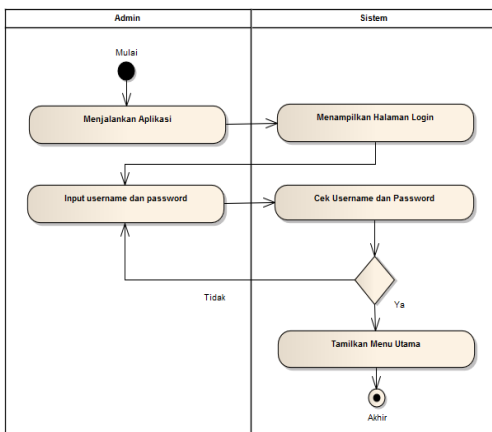 Admin
Sistem
Mulai
Menjalankan Aplikasi
Menampilkan Halaman Login
Input username dan password
Cek Username dan Password
Tidak
Ya
Tamilkan Menu Utama
Akhir